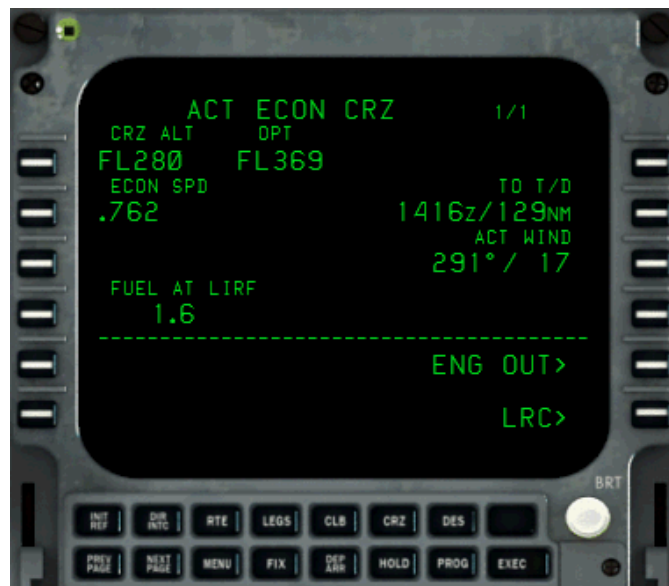 ACT ECON CRZ 1/1
CRZ ALT OPT
FL280 FL369
ECON SPD TO T/D
.762 1416Z/129NM
ACT WIND
291°/ 17
FUEL AT LIRF
1.6
----------------------------------------
ENG OUT>
LRC>
BRT
INIT REF DIR INTC RTE LEGS CLB CRZ DES
PREV PAGE NEXT PAGE MENU FIX DEP ARR HOLD PROG EXEC